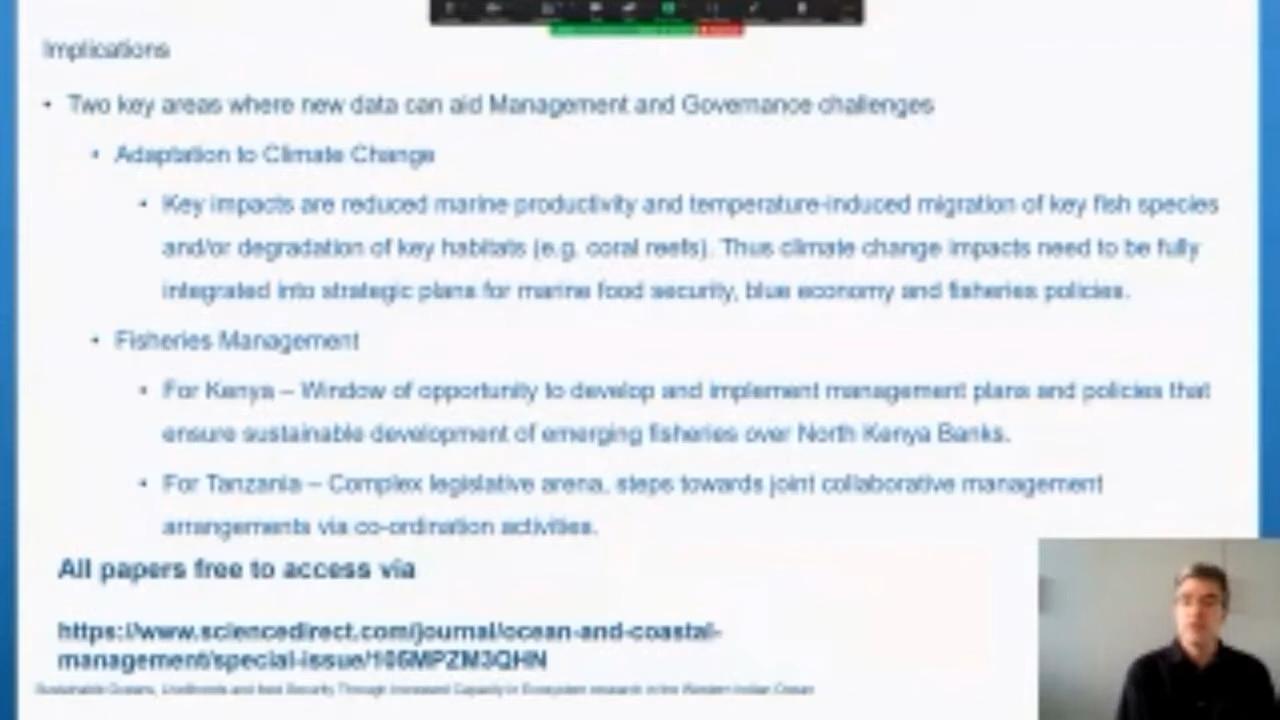 Implications
• Two key areas where new data can aid Management and Governance challenges
• Adaptation to Climate Change
• Key impacts are reduced marine productivity and temperature-induced migration of key fish species
and/or degradation of key habitats (e.g. coral reefs). Thus climate change impacts need to be fully
integrated into strategic plans for marine food security, blue economy and fisheries policies.
• Fisheries Management
• For Kenya – Window of opportunity to develop and implement management plans and policies that
ensure sustainable development of emerging fisheries over North Kenya Banks.
• For Tanzania – Complex legislative arena, steps towards joint collaborative management
arrangements via co-ordination activities.
All papers free to access via
https://www.sciencedirect.com/journal/ocean-and-coastal-
management/special-issue/
Sustainable Oceans, Livelihoods and food Security Through Increased Capacity in Ecosystem research in the Western Indian Ocean